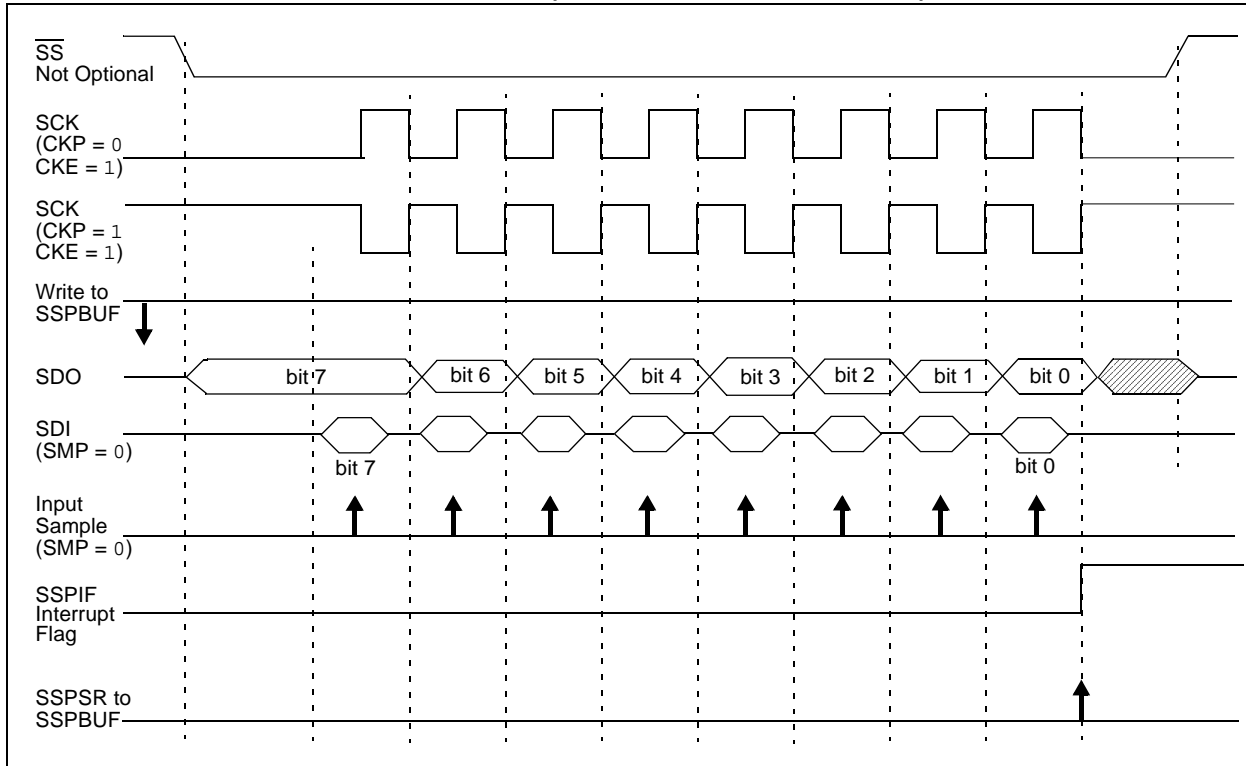 SS
Not Optional
SCK
(CKP = 0
CKE = 1)
SCK
(CKP = 1
CKE = 1)
Write to
SSPBUF
SDO
bit 7
bit 6
bit 5
bit 4
bit 3
bit 2
bit 1
bit 0
SDI
(SMP = 0)
bit 7
bit 0
Input
Sample
(SMP = 0)
SSPIF
Interrupt
Flag
SSPSR to
SSPBUF